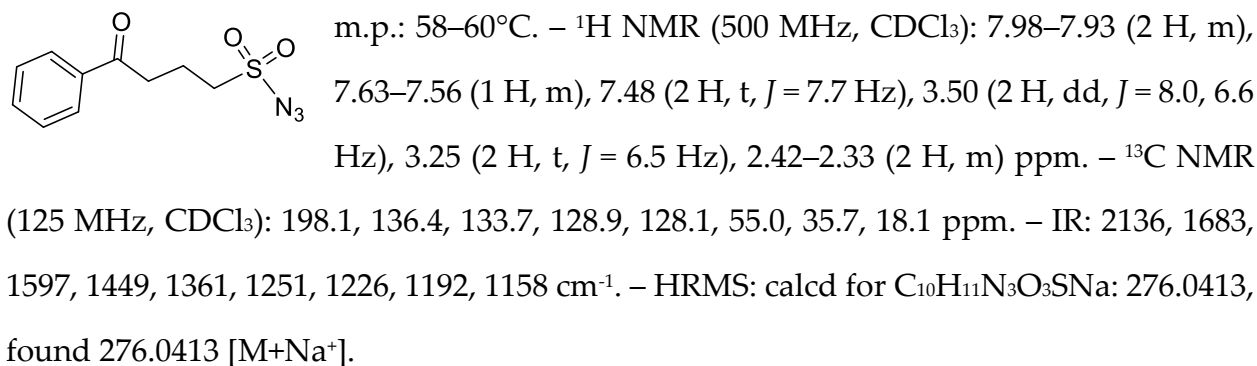 O
O
O
S
N₃
m.p.: 58–60°C. – ¹H NMR (500 MHz, CDCl₃): 7.98–7.93 (2 H, m),
7.63–7.56 (1 H, m), 7.48 (2 H, t, J = 7.7 Hz), 3.50 (2 H, dd, J = 8.0, 6.6
Hz), 3.25 (2 H, t, J = 6.5 Hz), 2.42–2.33 (2 H, m) ppm. – ¹³C NMR
(125 MHz, CDCl₃): 198.1, 136.4, 133.7, 128.9, 128.1, 55.0, 35.7, 18.1 ppm. – IR: 2136, 1683,
1597, 1449, 1361, 1251, 1226, 1192, 1158 cm⁻¹. – HRMS: calcd for C₁₀H₁₁N₃O₃SNa: 276.0413,
found 276.0413 [M+Na⁺].